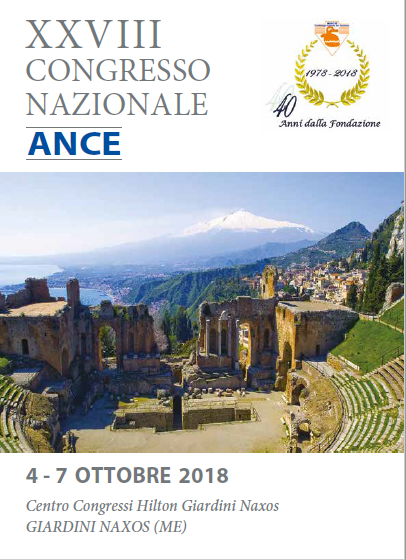 XXVIII
CONGRESSO
NAZIONALE
ANCE
1978 - 2018
40
Anni dalla Fondazione
4 - 7 OTTOBRE 2018
Centro Congressi Hilton Giardini Naxos
GIARDINI NAXOS (ME)